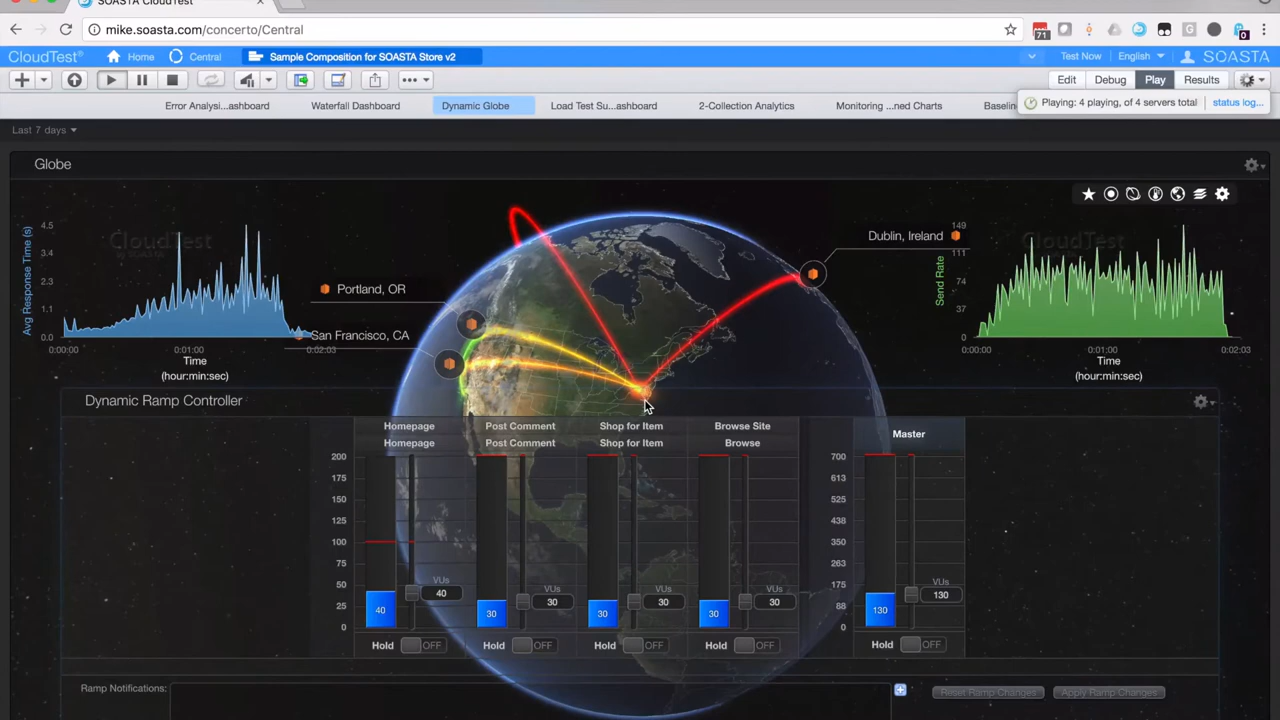 SOASTA CloudTest
mike.soasta.com/concerto/Central
71
0
CloudTest®
Home
Central
Sample Composition for SOASTA Store v2
Test Now
English
SOASTA
Edit
Debug
Play
Results
Error Analysi...ashboard
Waterfall Dashboard
Dynamic Globe
Load Test Su...ashboard
2-Collection Analytics
Monitoring ...ned Charts
Baselin
Playing: 4 playing, of 4 servers total
status log...
Last 7 days
Globe
Avg Response Time (s)
4.5
3.4
2.3
1.1
0
CloudTest
by SOASTA
0:00:00
0:01:00
0:02:03
Time
(hour:min:sec)
Portland, OR
San Francisco, CA
Dublin, Ireland
Send Rate
149
111
74
37
0
CloudTest
0:00:00
0:01:00
0:02:03
Time
(hour:min:sec)
Dynamic Ramp Controller
Homepage
Post Comment
Shop for Item
Browse Site
Homepage
Post Comment
Shop for Item
Browse
Master
200
175
150
125
100
75
50
25
0
700
613
525
438
350
263
175
88
0
VUs
VUs
VUs
VUs
VUs
40
30
30
30
130
40
30
30
30
130
Hold
OFF
Hold
OFF
Hold
OFF
Hold
OFF
Hold
OFF
Ramp Notifications:
Reset Ramp Changes
Apply Ramp Changes